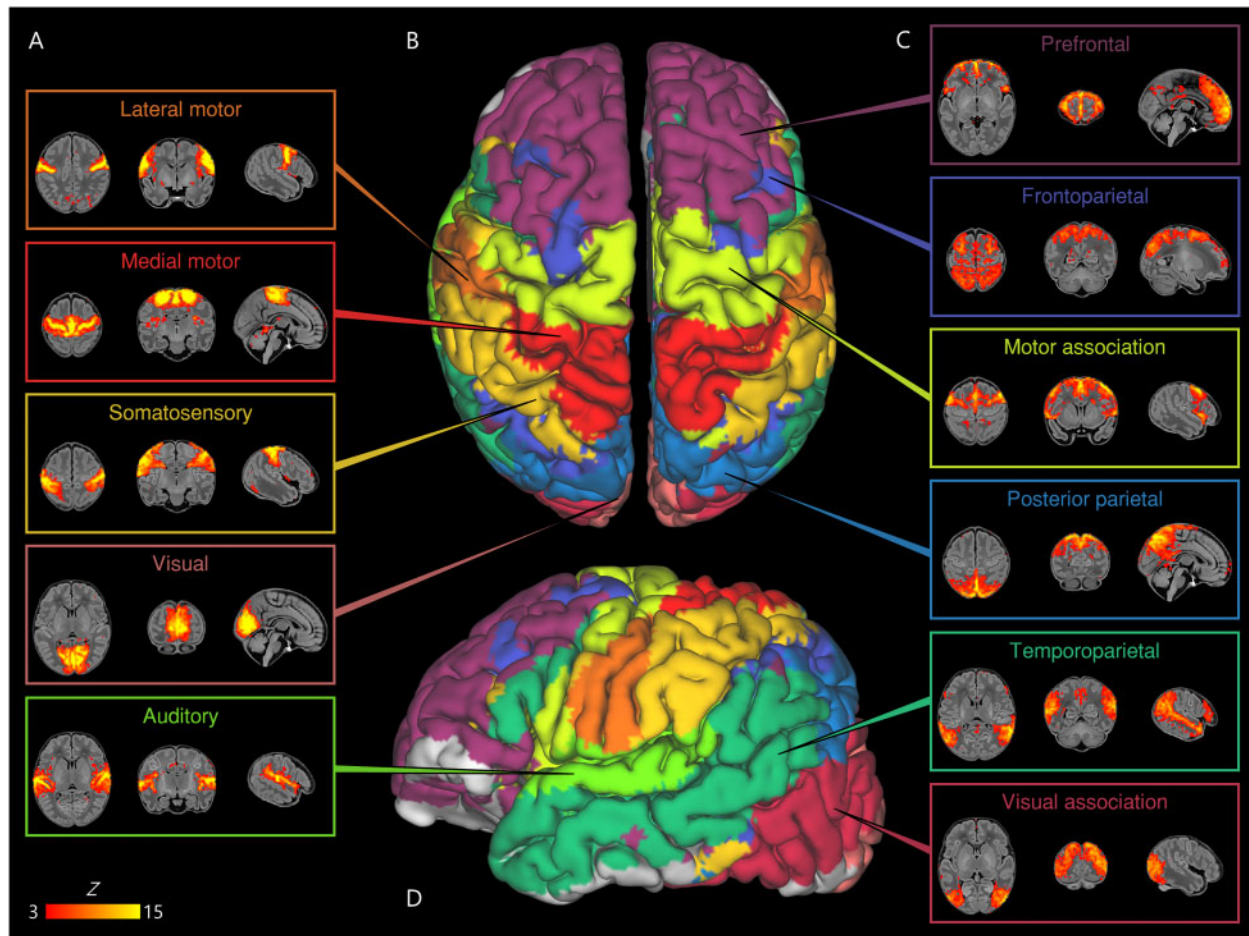 A
B
C
Lateral motor
Medial motor
Somatosensory
Visual
Auditory
Prefrontal
Frontoparietal
Motor association
Posterior parietal
Temporoparietal
Visual association
Z
3
15
D